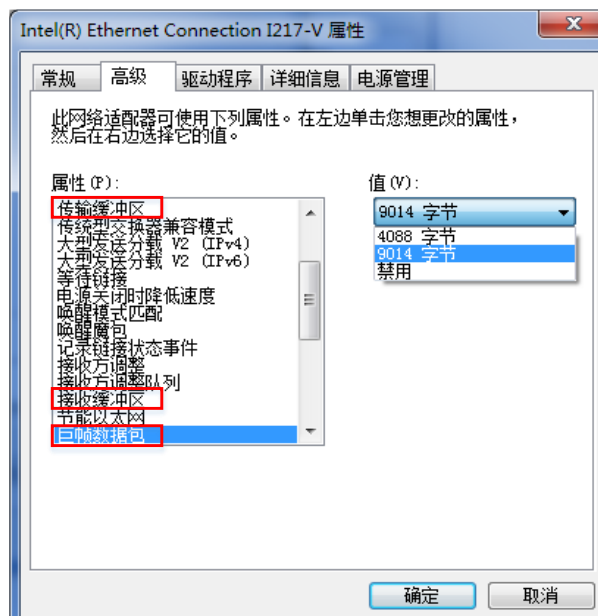 Intel(R) Ethernet Connection I217-V 属性
常规 高级 驱动程序 详细信息 电源管理
此网络适配器可使用下列属性。在左边单击您想更改的属性，
然后在右边选择它的值。
属性(P):
传输缓冲区
传统型交换器兼容模式
大型发送分载 V2 (IPv4)
大型发送分载 V2 (IPv6)
等待链接
电源关闭时降低速度
唤醒模式匹配
唤醒魔包
记录链接状态事件
接收方调整
接收方调整队列
接收缓冲区
节能以太网
巨帧数据包
值(V):
9014 字节
4088 字节
9014 字节
禁用
确定 取消